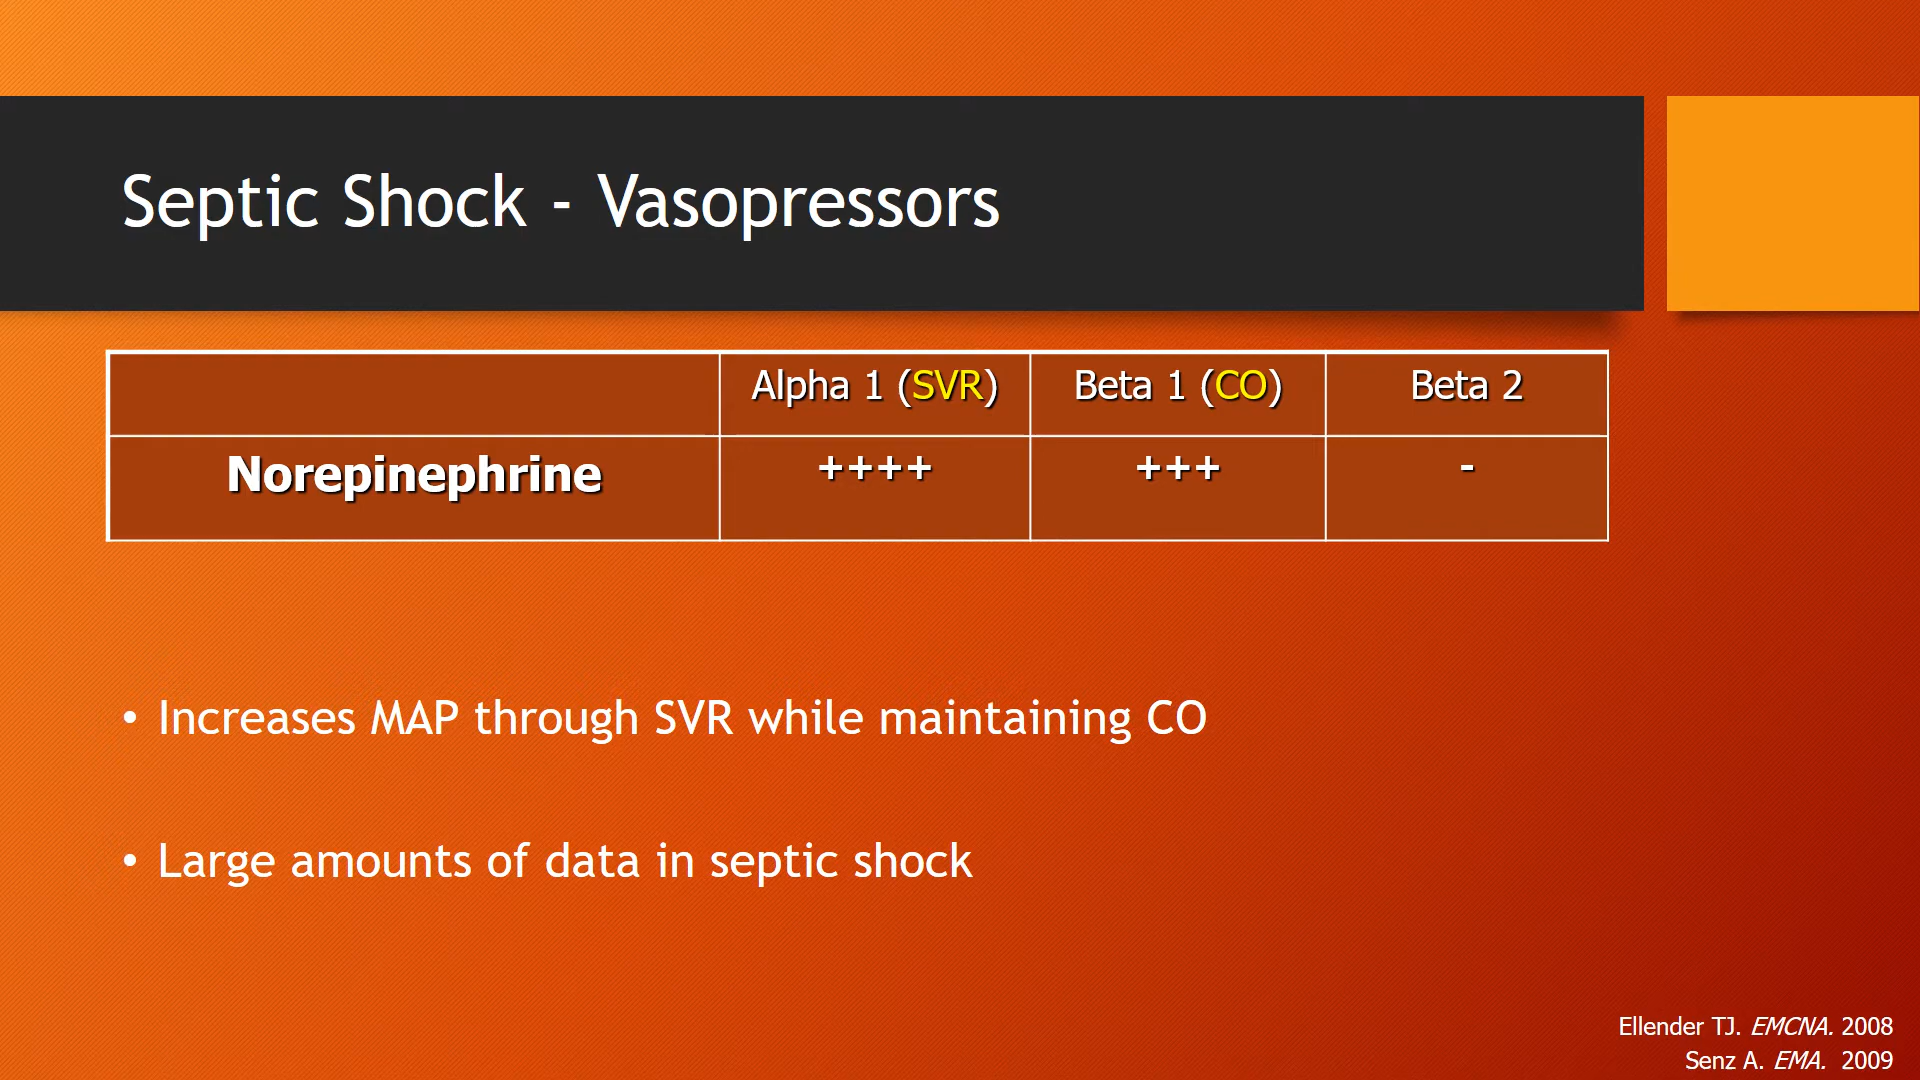 Septic Shock - Vasopressors
Alpha 1 (SVR) Beta 1 (CO) Beta 2
Norepinephrine ++++ +++ -
• Increases MAP through SVR while maintaining CO
• Large amounts of data in septic shock
Ellender TJ. EMCNA. 2008
Senz A. EMA. 2009